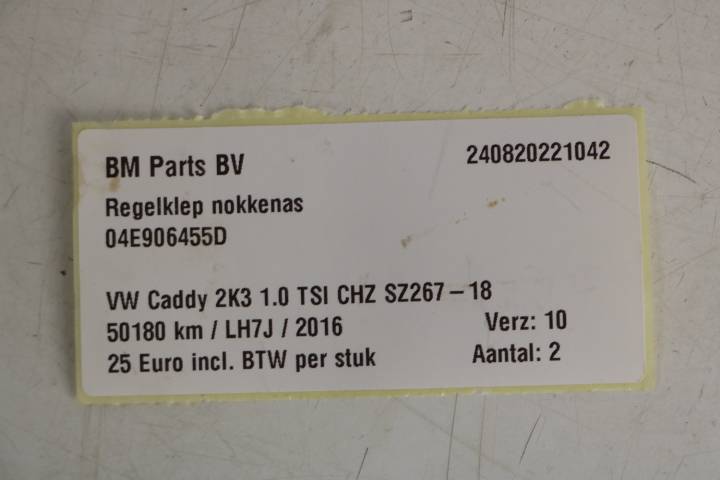 BM Parts BV 240820221042
Regelklep nokkenas
04E906455D
VW Caddy 2K3 1.0 TSI CHZ SZ267-18
50180 km / LH7J / 2016 Verz: 10
25 Euro incl. BTW per stuk Aantal: 2